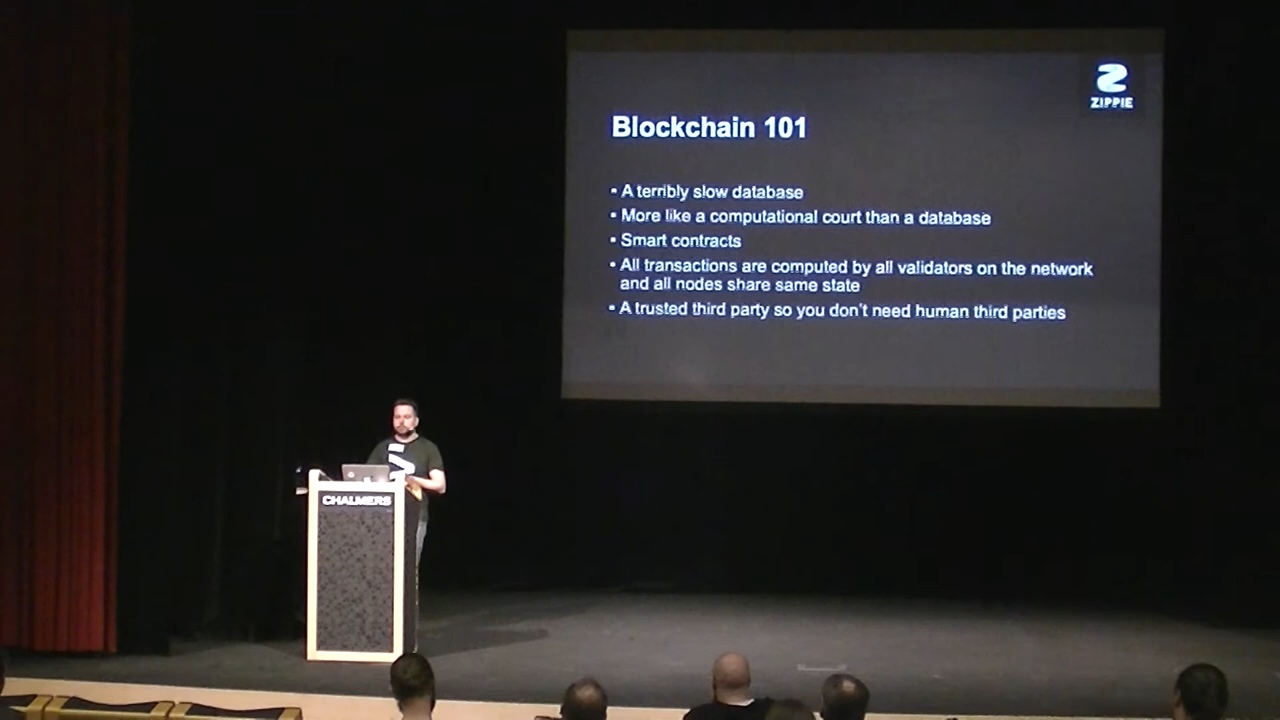 ZIPPIE
Blockchain 101
• A terribly slow database
• More like a computational court than a database
• Smart contracts
• All transactions are computed by all validators on the network
and all nodes share same state
• A trusted third party so you don't need human third parties
CHALMERS